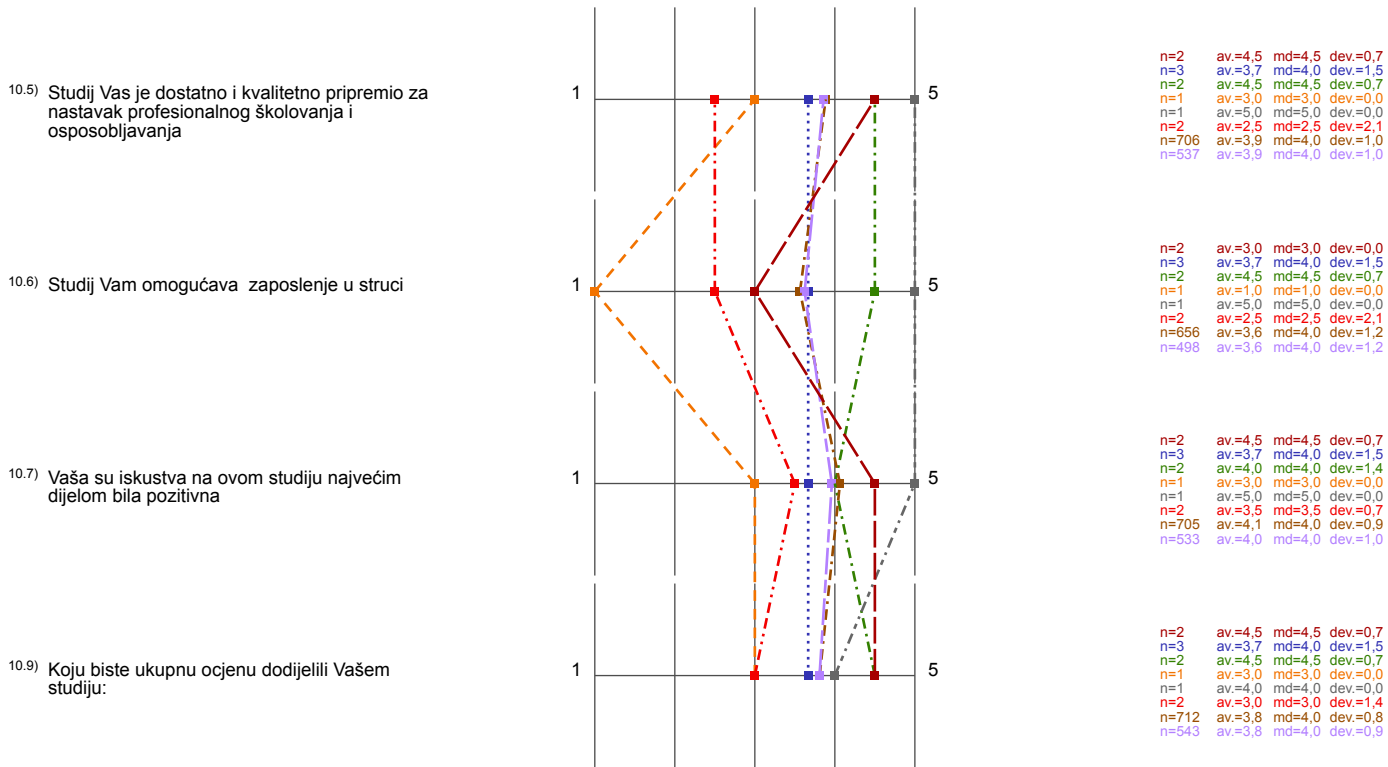 10.5) Studij Vas je dostatno i kvalitetno pripremio za
nastavak profesionalnog školovanja i
osposobljavanja
1
5
n=2 av.=4,5 md=4,5 dev.=0,7
n=3 av.=3,7 md=4,0 dev.=1,5
n=2 av.=4,5 md=4,5 dev.=0,7
n=1 av.=3,0 md=3,0 dev.=0,0
n=1 av.=5,0 md=5,0 dev.=0,0
n=2 av.=2,5 md=2,5 dev.=2,1
n=706 av.=3,9 md=4,0 dev.=1,0
n=537 av.=3,9 md=4,0 dev.=1,0
10.6) Studij Vam omogućava zaposlenje u struci
1
5
n=2 av.=3,0 md=3,0 dev.=0,0
n=3 av.=3,7 md=4,0 dev.=1,5
n=2 av.=4,5 md=4,5 dev.=0,7
n=1 av.=1,0 md=1,0 dev.=0,0
n=1 av.=5,0 md=5,0 dev.=0,0
n=2 av.=2,5 md=2,5 dev.=2,1
n=656 av.=3,6 md=4,0 dev.=1,2
n=498 av.=3,6 md=4,0 dev.=1,2
10.7) Vaša su iskustva na ovom studiju najvećim
dijelom bila pozitivna
1
5
n=2 av.=4,5 md=4,5 dev.=0,7
n=3 av.=3,7 md=4,0 dev.=1,5
n=2 av.=4,0 md=4,0 dev.=1,4
n=1 av.=3,0 md=3,0 dev.=0,0
n=1 av.=5,0 md=5,0 dev.=0,0
n=2 av.=3,5 md=3,5 dev.=0,7
n=705 av.=4,1 md=4,0 dev.=0,9
n=533 av.=4,0 md=4,0 dev.=1,0
10.9) Koju biste ukupnu ocjenu dodijelili Vašem
studiju:
1
5
n=2 av.=4,5 md=4,5 dev.=0,7
n=3 av.=3,7 md=4,0 dev.=1,5
n=2 av.=4,5 md=4,5 dev.=0,7
n=1 av.=3,0 md=3,0 dev.=0,0
n=1 av.=4,0 md=4,0 dev.=0,0
n=2 av.=3,0 md=3,0 dev.=1,4
n=712 av.=3,8 md=4,0 dev.=0,8
n=543 av.=3,8 md=4,0 dev.=0,9